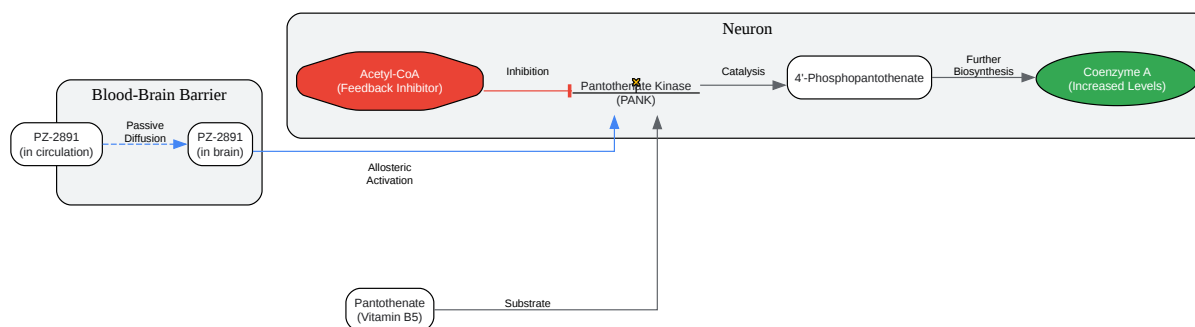 Neuron
Acetyl-CoA
(Feedback Inhibitor)
Inhibition
Pantothenate Kinase
(PANK)
Catalysis
4'-Phosphopantothenate
Further
Biosynthesis
Coenzyme A
(Increased Levels)
Blood-Brain Barrier
PZ-2891
(in circulation)
Passive
Diffusion
PZ-2891
(in brain)
Allosteric
Activation
Pantothenate
(Vitamin B5)
Substrate